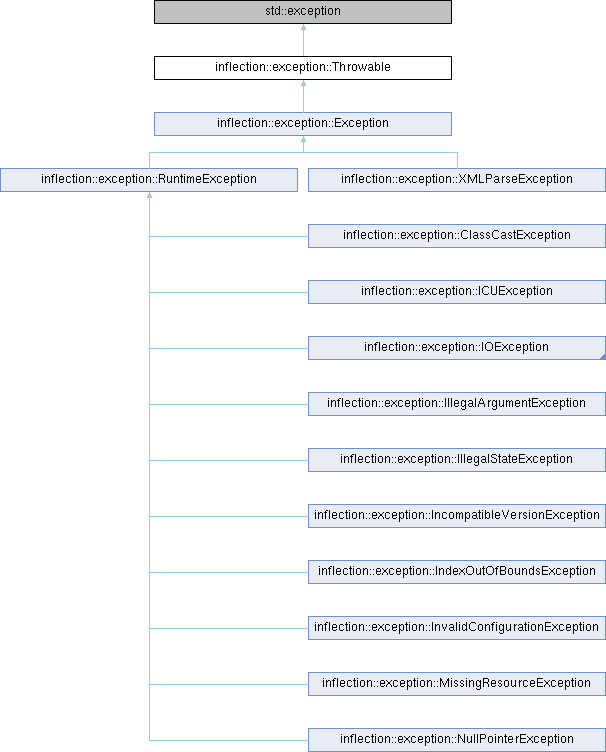 std::exception
inflection::exception::Throwable
inflection::exception::Exception
inflection::exception::RuntimeException
inflection::exception::XMLParseException
inflection::exception::ClassCastException
inflection::exception::ICUException
inflection::exception::IOException
inflection::exception::IllegalArgumentException
inflection::exception::IllegalStateException
inflection::exception::IncompatibleVersionException
inflection::exception::IndexOutOfBoundsException
inflection::exception::InvalidConfigurationException
inflection::exception::MissingResourceException
inflection::exception::NullPointerException